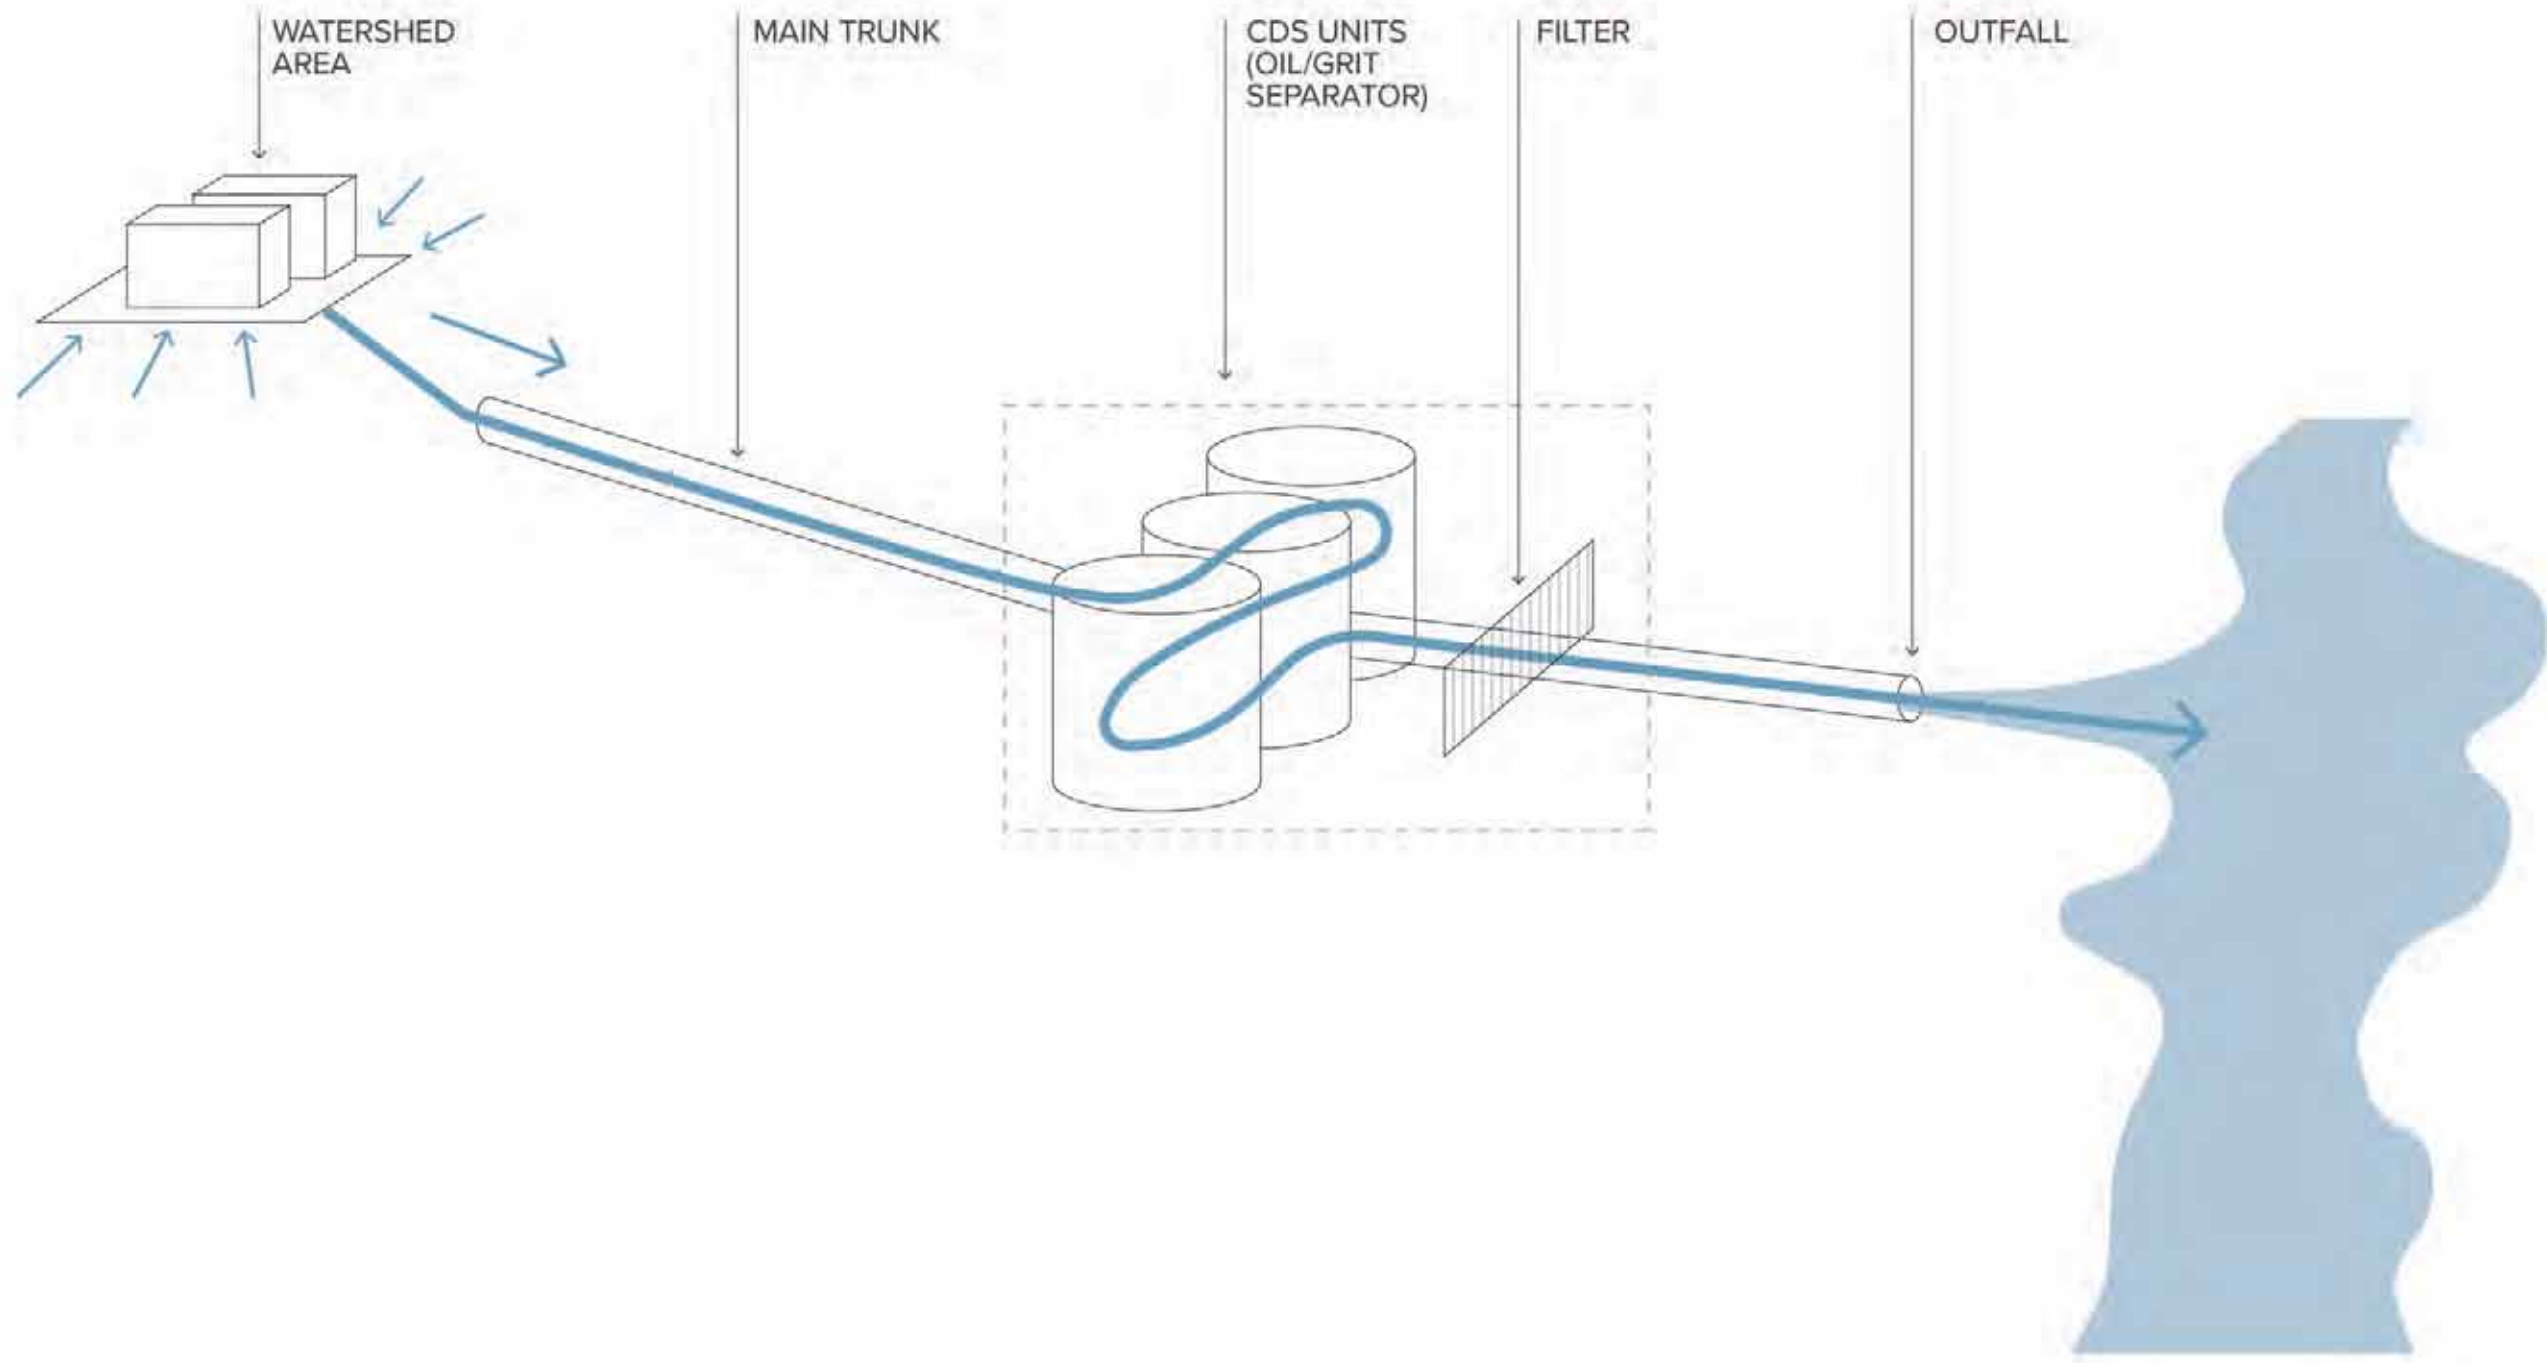 WATERSHED
AREA
MAIN TRUNK
CDS UNITS
(OIL/GRIT
SEPARATOR)
FILTER
OUTFALL